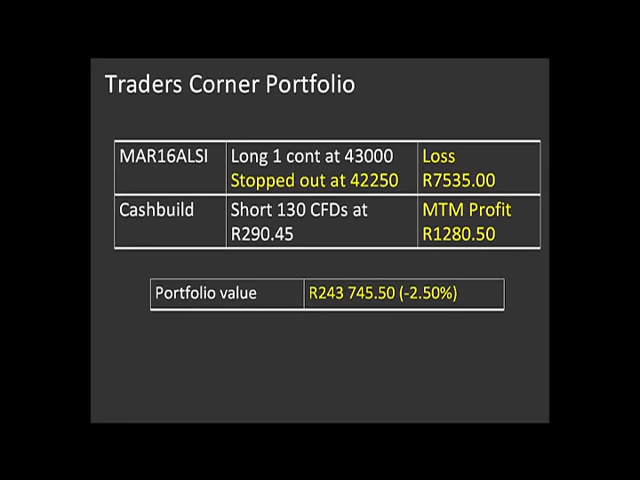 Traders Corner Portfolio
MAR16ALSI Long 1 cont at 43000 Loss
Stopped out at 42250 R7535.00
Cashbuild Short 130 CFDs at MTM Profit
R290.45 R1280.50
Portfolio value R243 745.50 (-2.50%)